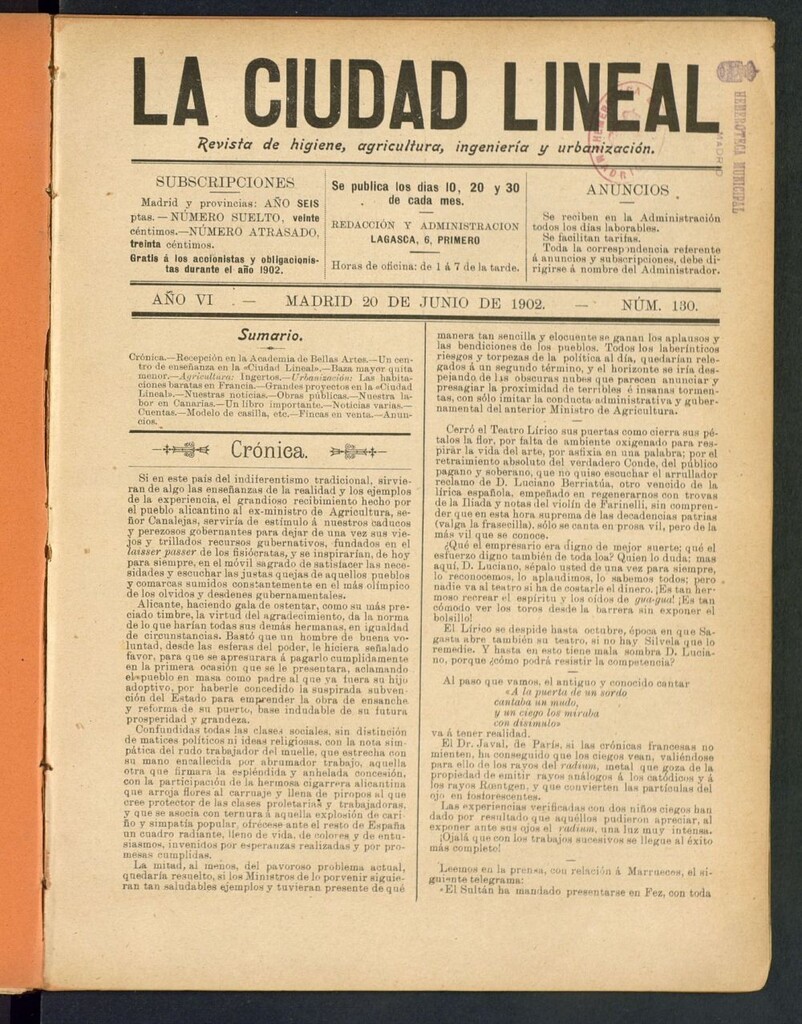 LA CIUDAD LINEAL
Revista de higiene, agricultura, ingeniería y urbanización.
HEMEROTECA MUNICIPAL
MADRID
SUBSCRIPCIONES
Madrid y provincias: AÑO SEIS
ptas.—NÚMERO SUELTO, veinte
céntimos.—NÚMERO ATRASADO,
treinta céntimos.
Gratis á los accionistas y obligacionis-
tas durante el año 1902.
Se publica los dias 10, 20 y 30
de cada mes.
REDACCIÓN Y ADMINISTRACION
LAGASCA, 6, PRIMERO
Horas de oficina: de 1 á 7 de la tarde.
ANUNCIOS
Se reciben en la Administración
todos los días laborables.
Se facilitan tarifas.
Toda la correspondencia referente
á anuncios y subscripciones, debe di-
rigirse á nombre del Administrador.
AÑO VI — MADRID 20 DE JUNIO DE 1902. — NÚM. 130.
Sumario.
Crónica.—Recepción en la Academia de Bellas Artes.—Un cen-
tro de enseñanza en la «Ciudad Lineal».—Baza mayor quita
menor.—Agricultura: Ingertos.—Urbanización: Las habita-
ciones baratas en Francia.—Grandes proyectos en la «Ciudad
Lineal».—Nuestras noticias.—Obras públicas.—Nuestra la-
bor en Canarias.—Un libro importante.—Noticias varias.—
Cuentas.—Modelo de casilla, etc.—Fincas en venta.—Anun-
cios.
Crónica.
Si en este país del indiferentismo tradicional, sirvie-
ran de algo las enseñanzas de la realidad y los ejemplos
de la experiencia, el grandioso recibimiento hecho por
el pueblo alicantino al ex-ministro de Agricultura, se-
ñor Canalejas, serviría de estímulo á nuestros caducos
y perezosos gobernantes para dejar de una vez sus vie-
jos y trillados recursos gubernativos, fundados en el
laisser passer de los fisiócratas, y se inspirarían, de hoy
para siempre, en el móvil sagrado de satisfacer las nece-
sidades y escuchar las justas quejas de aquellos pueblos
y comarcas sumidos constantemente en el más olímpico
de los olvidos y desdenes gubernamentales.
Alicante, haciendo gala de ostentar, como su más pre-
ciado timbre, la virtud del agradecimiento, da la norma
de lo que harían todas sus demás hermanas, en igualdad
de circunstancias. Bastó que un hombre de buena vo-
luntad, desde las esferas del poder, le hiciera señalado
favor, para que se apresurara á pagarlo cumplidamente
en la primera ocasión que se le presentara, aclamando
el pueblo en masa como padre al que ya fuera su hijo
adoptivo, por haberle concedido la suspirada subven-
ción del Estado para emprender la obra de ensanche
y reforma de su puerto, base indudable de su futura
prosperidad y grandeza.
Confundidas todas las clases sociales, sin distinción
de matices políticos ni ideas religiosas, con la nota sim-
pática del rudo trabajador del muelle, que estrecha con
su mano encallecida por abrumador trabajo, aquella
otra que firmara la espléndida y anhelada concesión,
con la participación de la hermosa cigarrera alicantina
que arroja flores al carruaje y llena de piropos al que
cree protector de las clases proletarias y trabajadoras,
y que se asocia con ternura á aquella explosión de cari-
ño y simpatía popular, ofrécese ante el resto de España
un cuadro radiante, lleno de vida, de colores y de entu-
siasmos, invenidos por esperanzas realizadas y por pro-
mesas cumplidas.
La mitad, al menos, del pavoroso problema actual,
quedaría resuelto, si los Ministros de lo porvenir siguie-
ran tan saludables ejemplos y tuvieran presente de qué
manera tan sencilla y elocuente se ganan los aplausos y
las bendiciones de los pueblos. Todos los laberínticos
riesgos y torpezas de la política al día, quedarían rele-
gados á un segundo término, y el horizonte se iría des-
pejando de las obscuras nubes que parecen anunciar y
presagiar la proximidad de terribles é insanas tormen-
tas, con sólo imitar la conducta administrativa y guber-
namental del anterior Ministro de Agricultura.
Cerró el Teatro Lírico sus puertas como cierra sus pé-
talos la flor, por falta de ambiente oxigenado para res-
pirar la vida del arte, por astixia en una palabra; por el
retraimiento absoluto del verdadero Conde, del público
pagano y soberano, que no quiso escuchar el arrullador
reclamo de D. Luciano Berriatúa, otro vencido de la
lírica española, empeñado en regenerarnos con trovas
de la Iliada y notas del violín de Farinelli, sin compren-
der que en esta hora suprema de las decadencias patrias
(valga la frasecilla), sólo se canta en prosa vil, pero de la
más vil que se conoce.
¿Qué el empresario era digno de mejor suerte; qué el
esfuerzo digno también de toda loa? Quien lo duda; mas
aquí, D. Luciano, sépalo usted de una vez para siempre,
lo reconocemos, lo aplaudimos, lo sabemos todos; pero
nadie va al teatro si ha de costarle el dinero. ¡Es tan her-
moso recrear el espíritu y los oídos de gua-gua! ¡Es tan
cómodo ver los toros desde la barrera sin exponer el
bolsillo!
El Lírico se despide hasta octubre, época en que Sa-
gasta abre también su teatro, si no hay Silvela que lo
remedie. Y hasta en esto tiene mala sombra D. Lucia-
no, porque ¿cómo podrá resistir la competencia?
Al paso que vamos, el antiguo y conocido cantar
«A la puerta de un sordo
cantaba un mudo,
y un ciego los miraba
con disimulo»
va á tener realidad.
El Dr. Javal, de París, si las crónicas francesas no
mienten, ha conseguido que los ciegos vean, valiéndose
para ello de los rayos del radium, metal que goza de la
propiedad de emitir rayos análogos á los catódicos y á
los rayos Rœntgen, y que convierten las partículas del
ojo en fosforescentes.
Las experiencias verificadas con dos niños ciegos han
dado por resultado que aquéllos pudieron apreciar, al
exponer ante sus ojos el radium, una luz muy intensa.
¡Ojalá que con los trabajos sucesivos se llegue al éxito
más completo!
Leemos en la prensa, con relación á Marruecos, el si-
guiente telegrama:
«El Sultán ha mandado presentarse en Fez, con toda